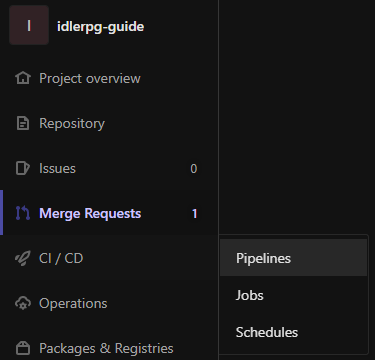 I
idlerpg-guide
Project overview
Repository
Issues 0
Merge Requests 1
CI / CD
Pipelines
Jobs
Operations
Schedules
Packages & Registries